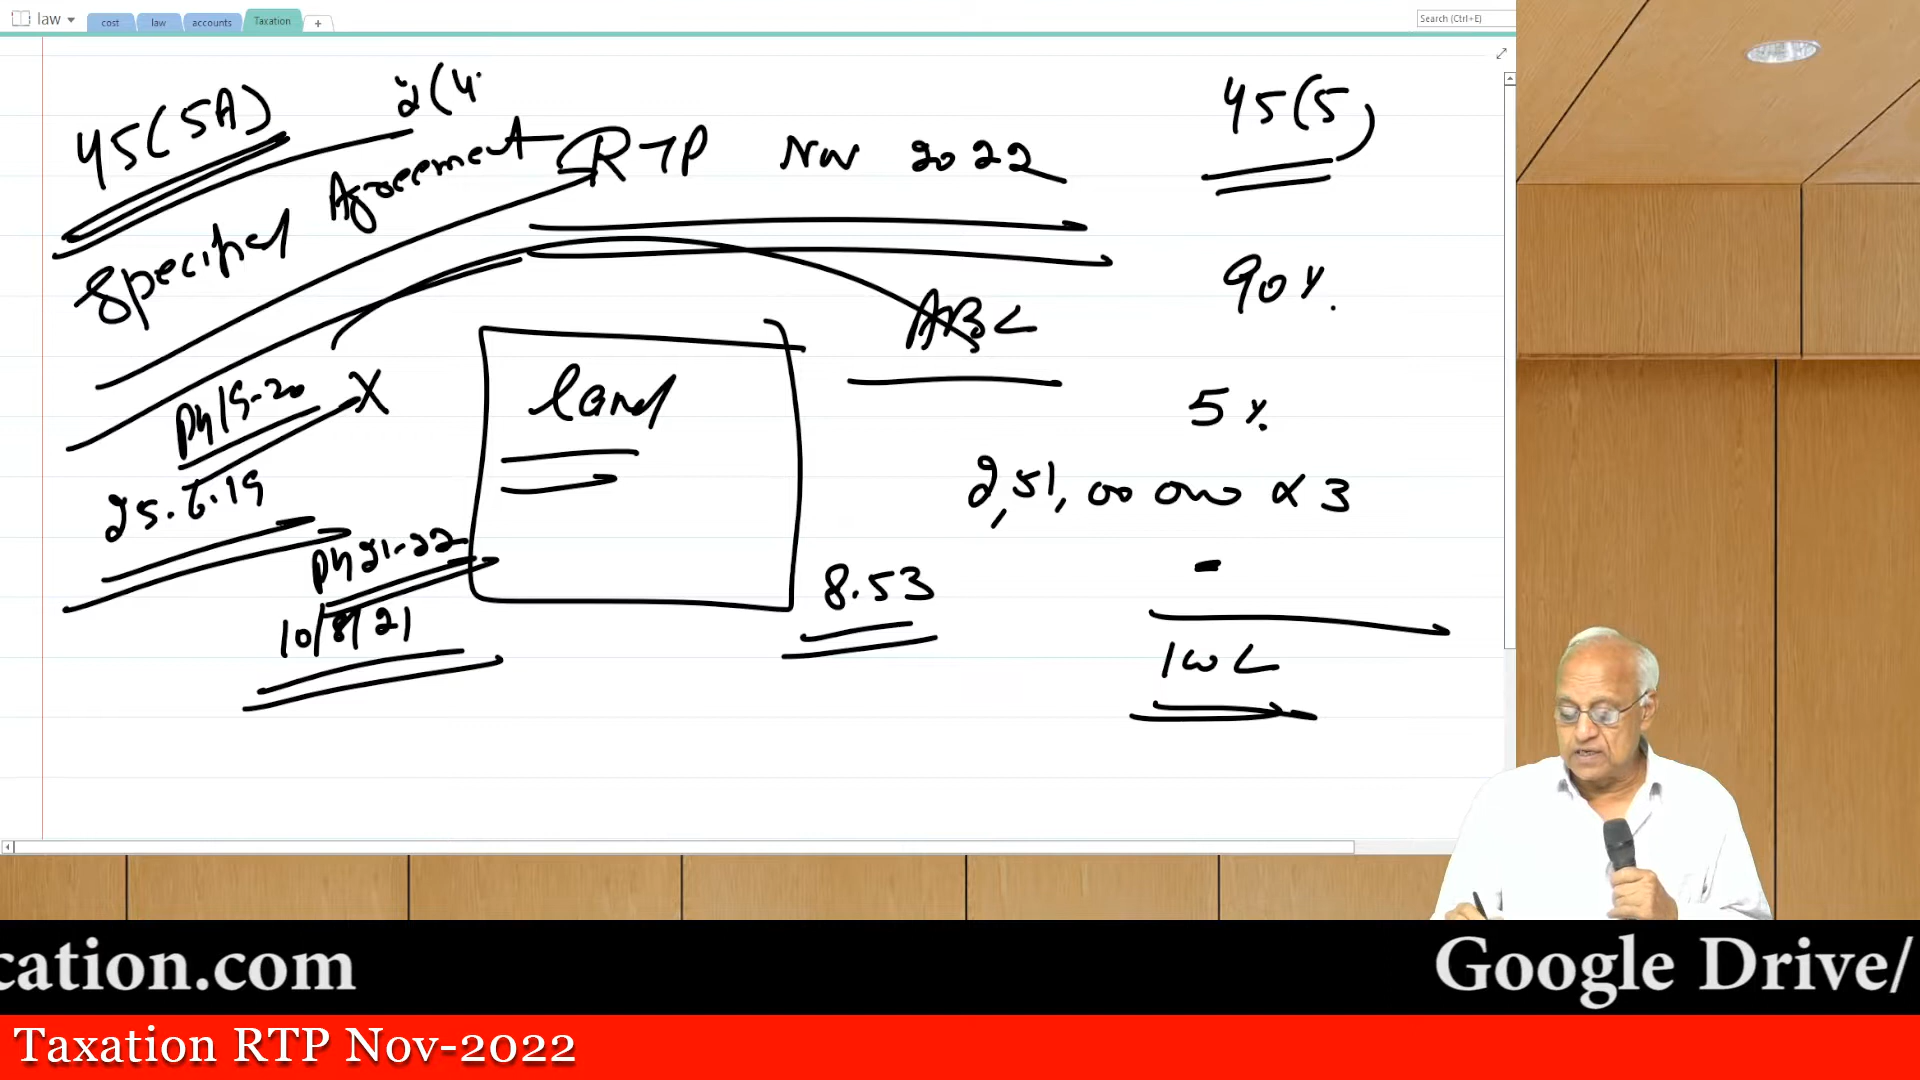 law
cost
law
accounts
Taxation
+
Search (Ctrl+E)
45(5A)
2(4
45(5)
Specified Agreement
RTP Nov 2022
90%
ABC
land
X
PY 19-20
25.6.19
5%
2,51,00 000 × 3
PY 21-22
10/8/21
8.53
100 L
cation.com
Google Drive/
Taxation RTP Nov-2022